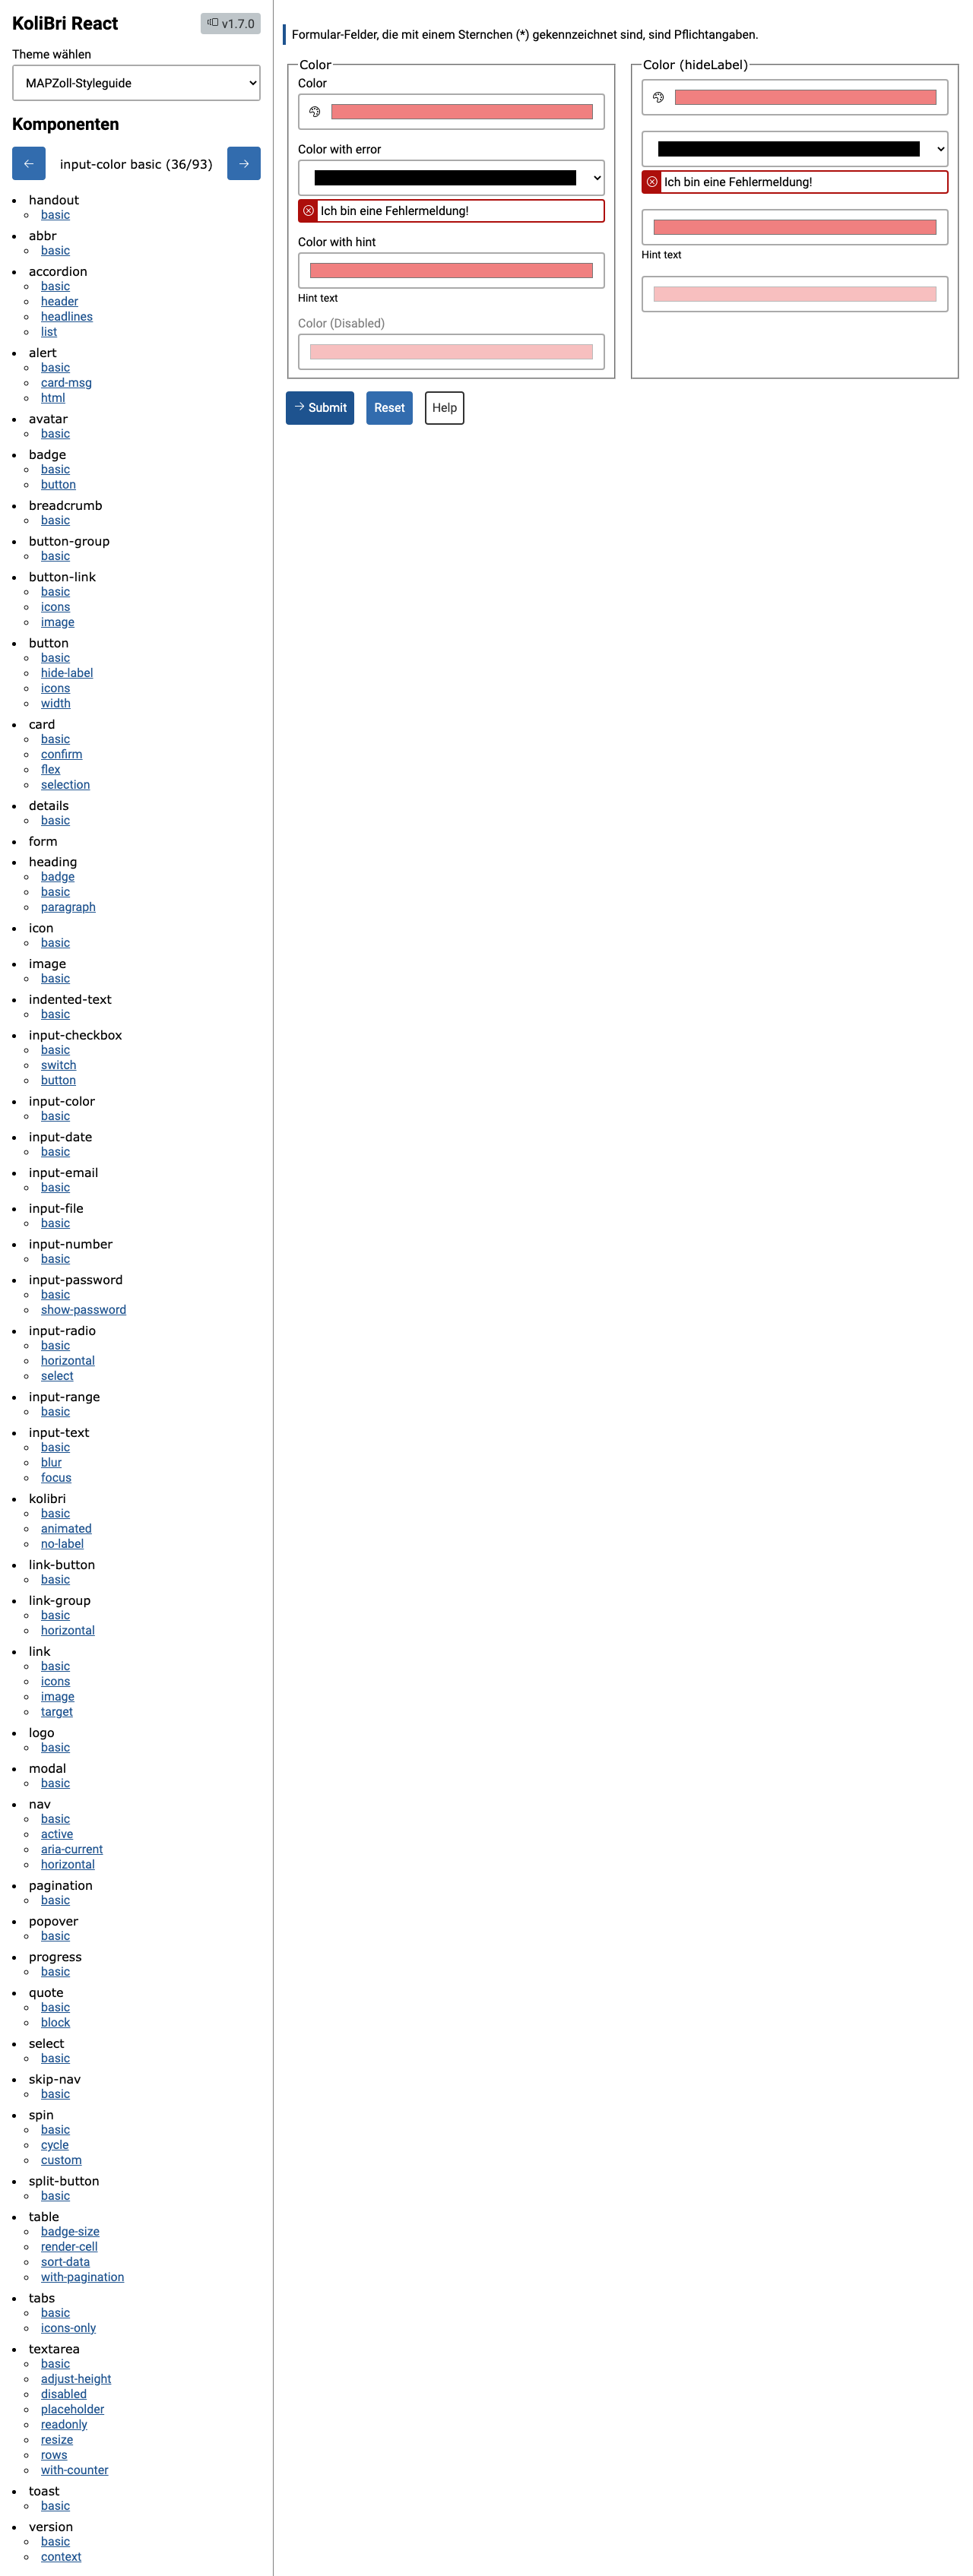 KoliBri React
v1.7.0
Theme wählen
MAPZoll-Styleguide
Komponenten
← input-color basic (36/93) →
handout
basic
abbr
basic
accordion
basic
header
headlines
list
alert
basic
card-msg
html
avatar
basic
badge
basic
button
breadcrumb
basic
button-group
basic
button-link
basic
icons
image
button
basic
hide-label
icons
width
card
basic
confirm
flex
selection
details
basic
form
heading
badge
basic
paragraph
icon
basic
image
basic
indented-text
basic
input-checkbox
basic
switch
button
input-color
basic
input-date
basic
input-email
basic
input-file
basic
input-number
basic
input-password
basic
show-password
input-radio
basic
horizontal
select
input-range
basic
input-text
basic
blur
focus
kolibri
basic
animated
no-label
link-button
basic
link-group
basic
horizontal
link
basic
icons
image
target
logo
basic
modal
basic
nav
basic
active
aria-current
horizontal
pagination
basic
popover
basic
progress
basic
quote
basic
block
select
basic
skip-nav
basic
spin
basic
cycle
custom
split-button
basic
table
badge-size
render-cell
sort-data
with-pagination
tabs
basic
icons-only
textarea
basic
adjust-height
disabled
placeholder
readonly
resize
rows
with-counter
toast
basic
version
basic
context
Formular-Felder, die mit einem Sternchen (*) gekennzeichnet sind, sind Pflichtangaben.
Color
Color
Color with error
Ich bin eine Fehlermeldung!
Color with hint
Hint text
Color (Disabled)
Color (hideLabel)
Ich bin eine Fehlermeldung!
Hint text
→ Submit
Reset
Help